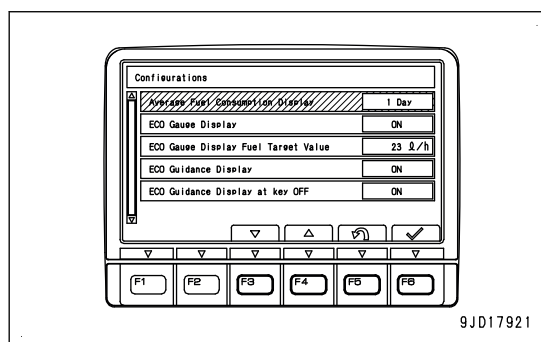 Configurations
Average Fuel Consumption Display 1 Day
ECO Gauge Display ON
ECO Gauge Display Fuel Target Value 23 ℓ/h
ECO Guidance Display ON
ECO Guidance Display at key OFF ON
F1 F2 F3 F4 F5 F6
9JD17921